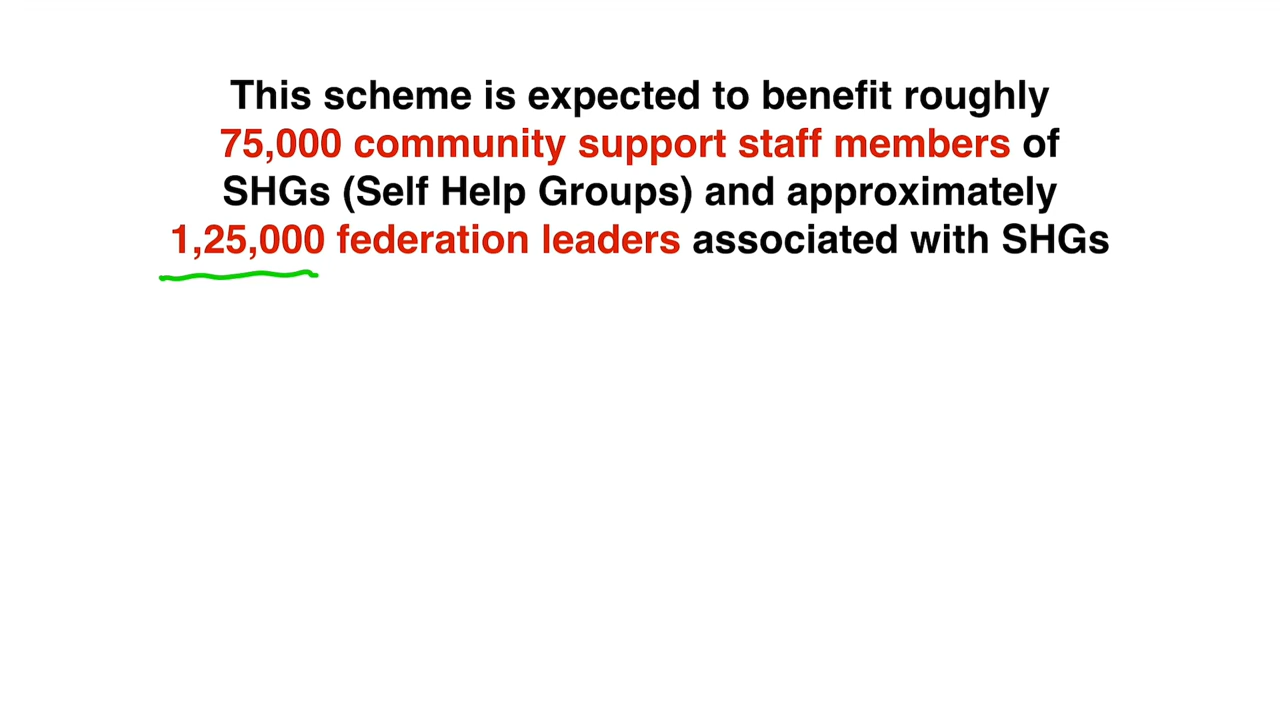 This scheme is expected to benefit roughly
75,000 community support staff members of
SHGs (Self Help Groups) and approximately
1,25,000 federation leaders associated with SHGs